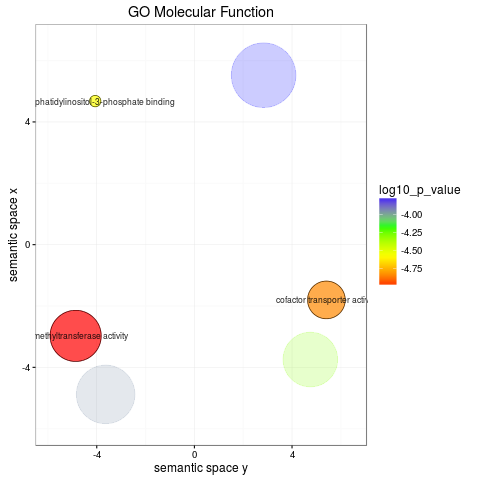 GO Molecular Function
phatidylinositol-3-phosphate binding
cofactor transporter activ
methyltransferase activity
semantic space x
4
0
-4
-4
0
4
semantic space y
log10_p_value
-4.00
-4.25
-4.50
-4.75